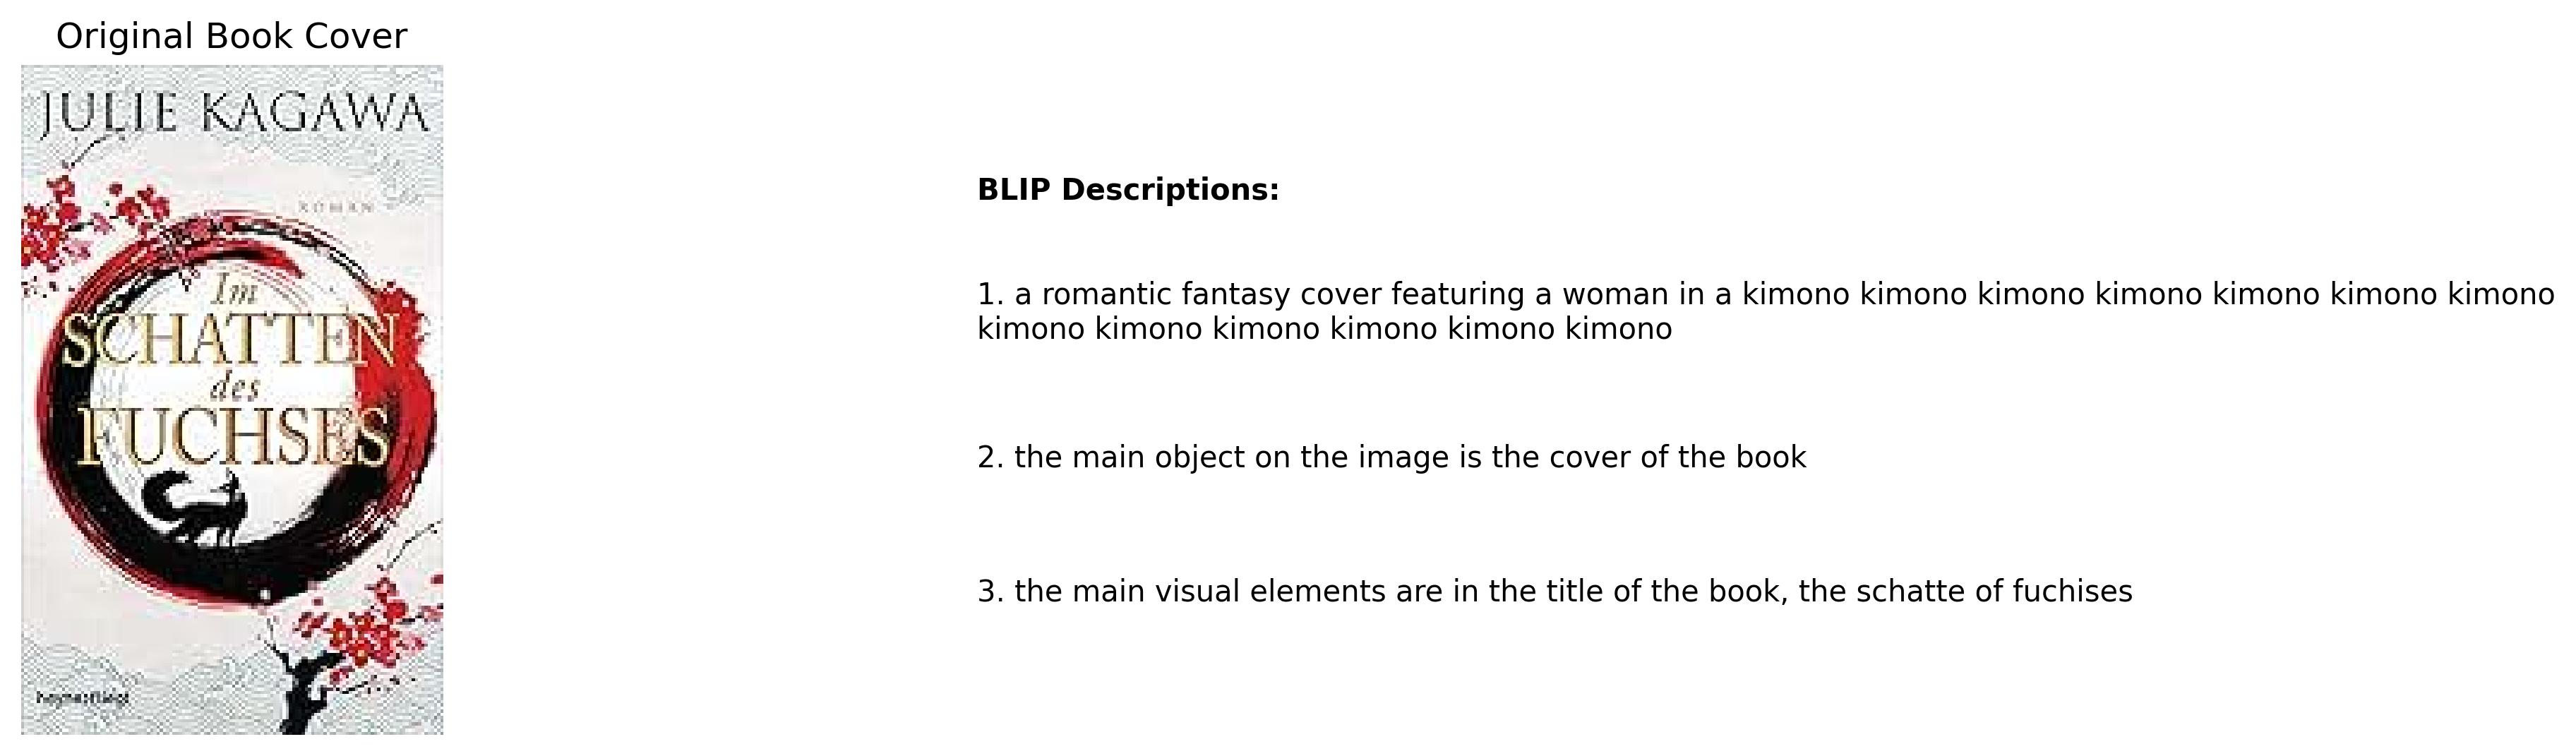 Original Book Cover
JULIE KAGAWA
ROMAN
Im
SCHATTEN
des
FUCHSES
heyne›fliegt
BLIP Descriptions:
1. a romantic fantasy cover featuring a woman in a kimono kimono kimono kimono kimono kimono kimono
kimono kimono kimono kimono kimono kimono
2. the main object on the image is the cover of the book
3. the main visual elements are in the title of the book, the schatte of fuchises